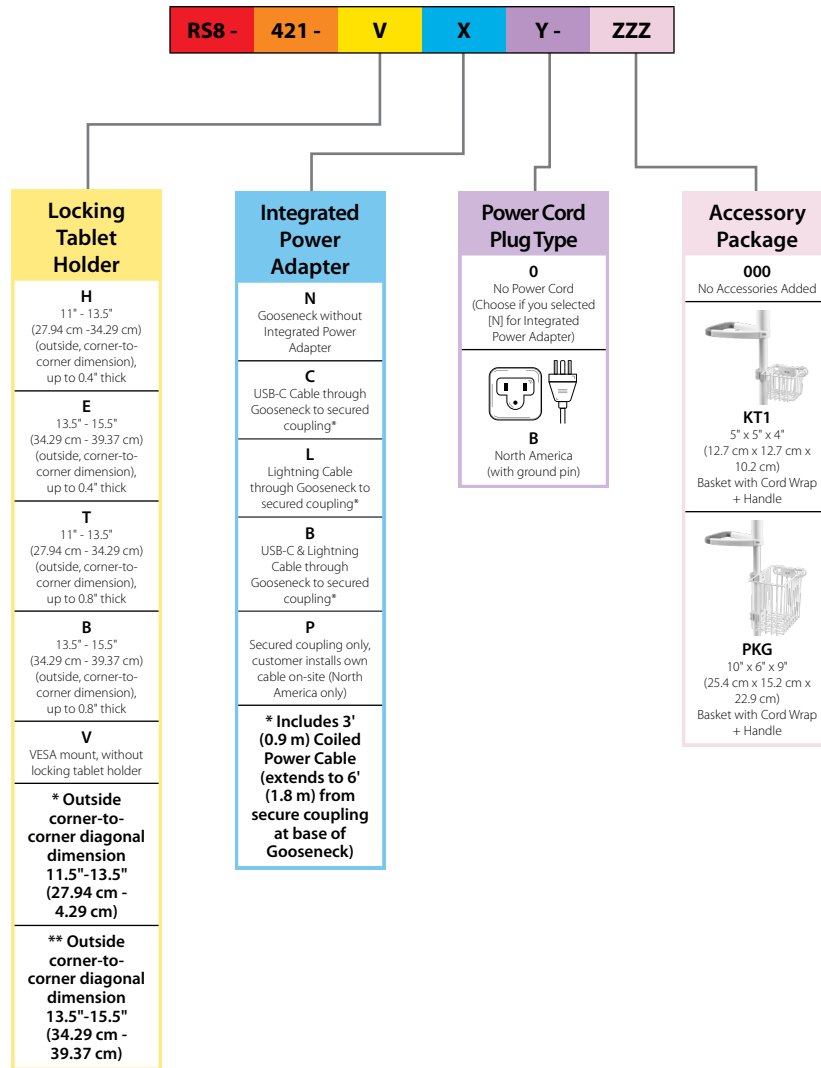 RS8 - 421 - V X Y - ZZZ
Locking
Tablet
Holder
H
11" - 13.5"
(27.94 cm -34.29 cm)
(outside, corner-to-
corner dimension),
up to 0.4" thick
E
13.5" - 15.5"
(34.29 cm - 39.37 cm)
(outside, corner-to-
corner dimension),
up to 0.4" thick
T
11" - 13.5"
(27.94 cm - 34.29 cm)
(outside, corner-to-
corner dimension),
up to 0.8" thick
B
13.5" - 15.5"
(34.29 cm - 39.37 cm)
(outside, corner-to-
corner dimension),
up to 0.8" thick
V
VESA mount, without
locking tablet holder
* Outside
corner-to-
corner diagonal
dimension
11.5"-13.5"
(27.94 cm -
4.29 cm)
** Outside
corner-to-
corner diagonal
dimension
13.5"-15.5"
(34.29 cm -
39.37 cm)
Integrated
Power
Adapter
N
Gooseneck without
Integrated Power
Adapter
C
USB-C Cable through
Gooseneck to secured
coupling*
L
Lightning Cable
through Gooseneck to
secured coupling*
B
USB-C & Lightning
Cable through
Gooseneck to secured
coupling*
P
Secured coupling only,
customer installs own
cable on-site (North
America only)
* Includes 3'
(0.9 m) Coiled
Power Cable
(extends to 6'
(1.8 m) from
secure coupling
at base of
Gooseneck)
Power Cord
Plug Type
0
No Power Cord
(Choose if you selected
[N] for Integrated
Power Adapter)
B
North America
(with ground pin)
Accessory
Package
000
No Accessories Added
KT1
5" x 5" x 4"
(12.7 cm x 12.7 cm x
10.2 cm)
Basket with Cord Wrap
+ Handle
PKG
10" x 6" x 9"
(25.4 cm x 15.2 cm x
22.9 cm)
Basket with Cord Wrap
+ Handle